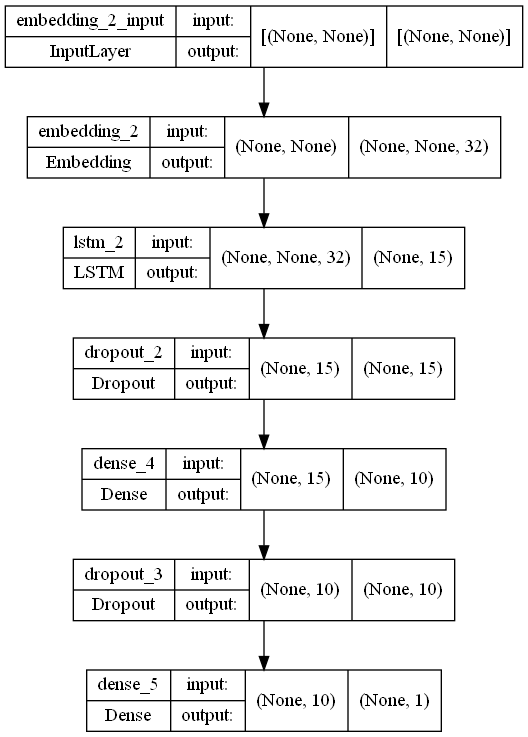 embedding_2_input input: [(None, None)] [(None, None)]
InputLayer output:
embedding_2 input: (None, None) (None, None, 32)
Embedding output:
lstm_2 input: (None, None, 32) (None, 15)
LSTM output:
dropout_2 input: (None, 15) (None, 15)
Dropout output:
dense_4 input: (None, 15) (None, 10)
Dense output:
dropout_3 input: (None, 10) (None, 10)
Dropout output:
dense_5 input: (None, 10) (None, 1)
Dense output: